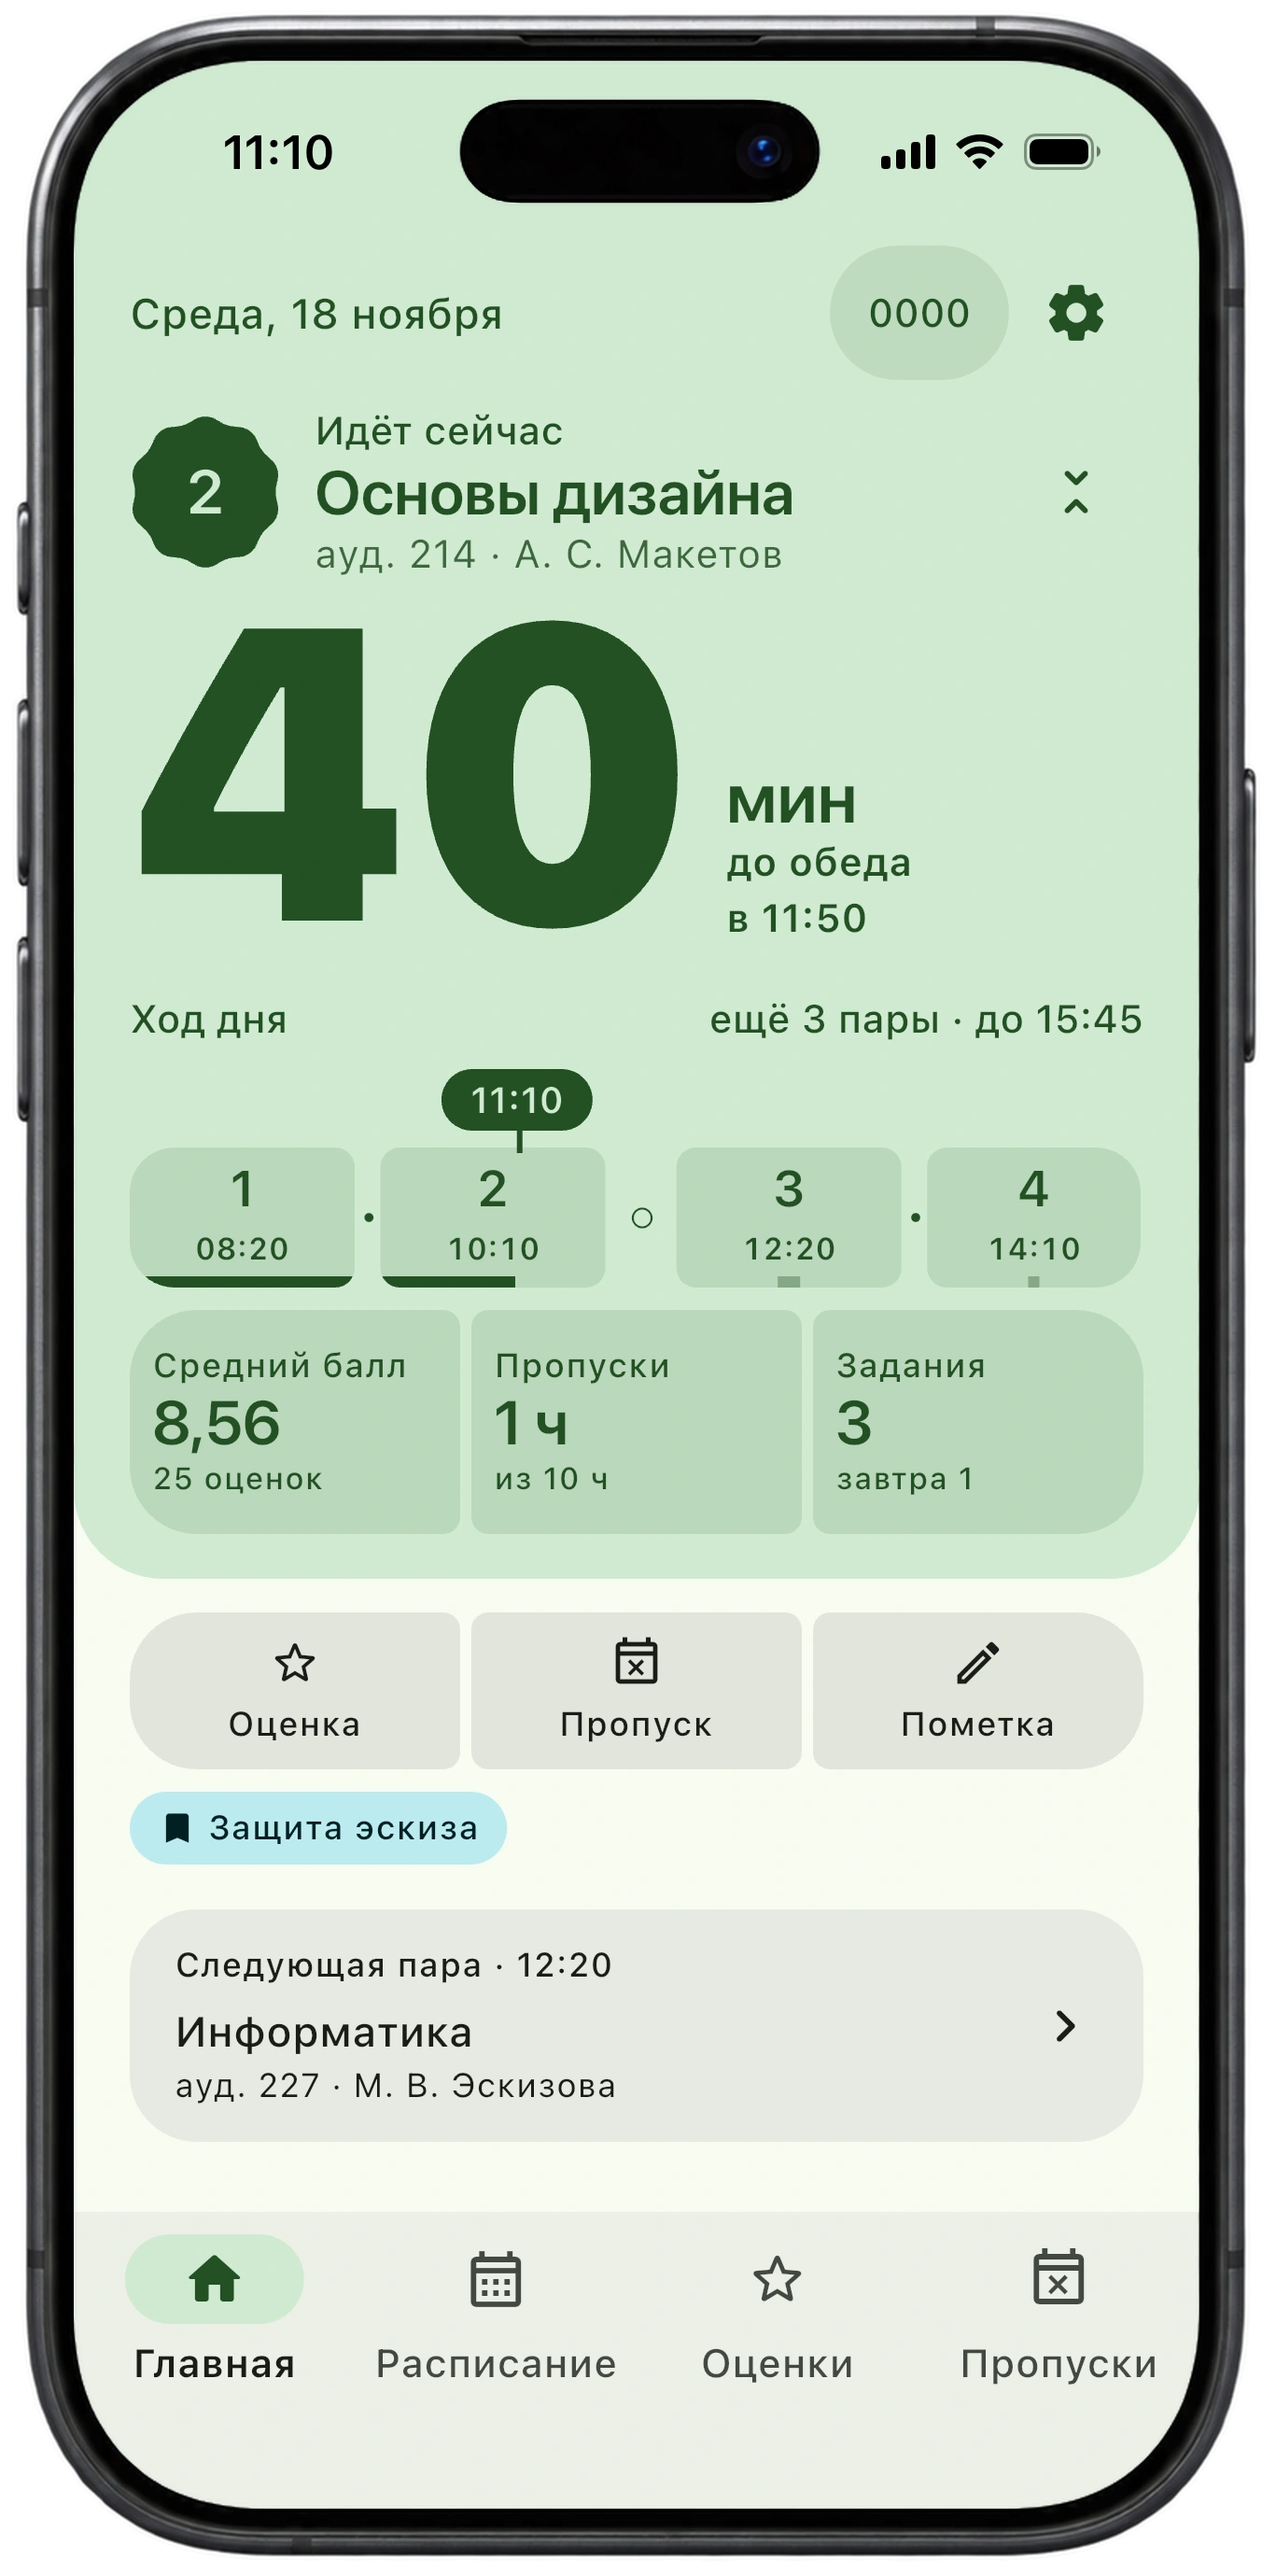 11:10
Среда, 18 ноября
0000
2
Идёт сейчас
Основы дизайна
ауд. 214 · А. С. Макетов
40
мин
до обеда
в 11:50
Ход дня
ещё 3 пары · до 15:45
11:10
1
08:20
2
10:10
3
12:20
4
14:10
Средний балл
8,56
25 оценок
Пропуски
1 ч
из 10 ч
Задания
3
завтра 1
Оценка
Пропуск
Пометка
Защита эскиза
Следующая пара · 12:20
Информатика
ауд. 227 · М. В. Эскизова
Главная
Расписание
Оценки
Пропуски